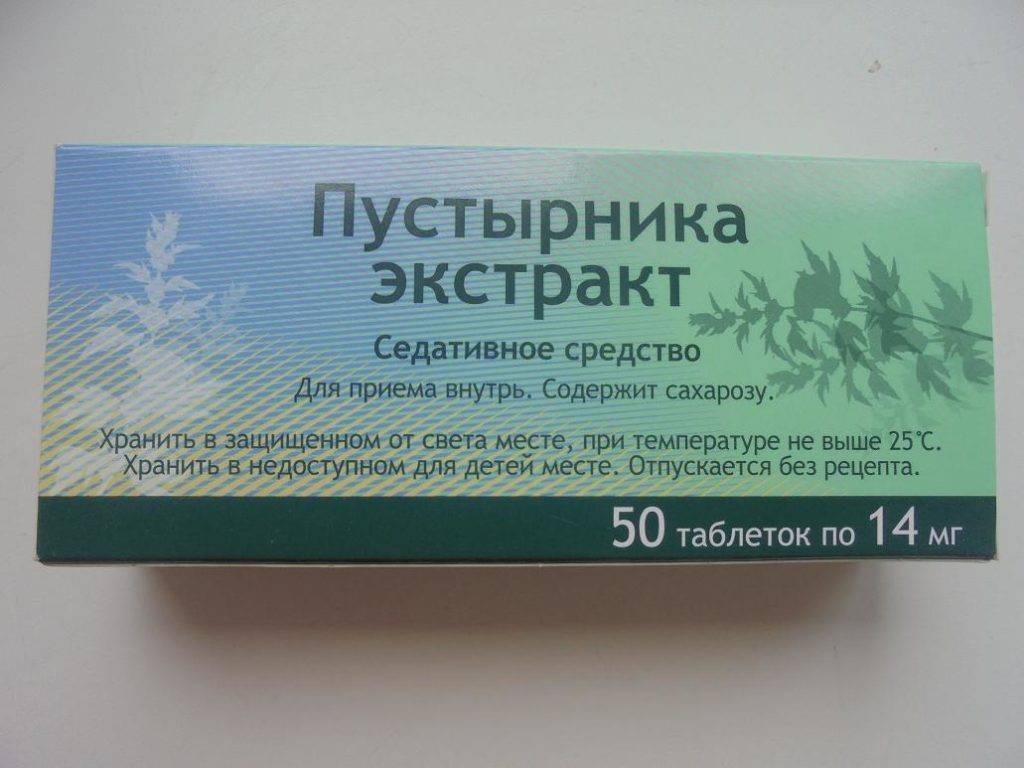 Пустырника
экстракт
Седативное средство
Для приема внутрь. Содержит сахарозу.
Хранить в защищенном от света месте, при температуре не выше 25°C.
Хранить в недоступном для детей месте. Отпускается без рецепта.
50 таблеток по 14 мг